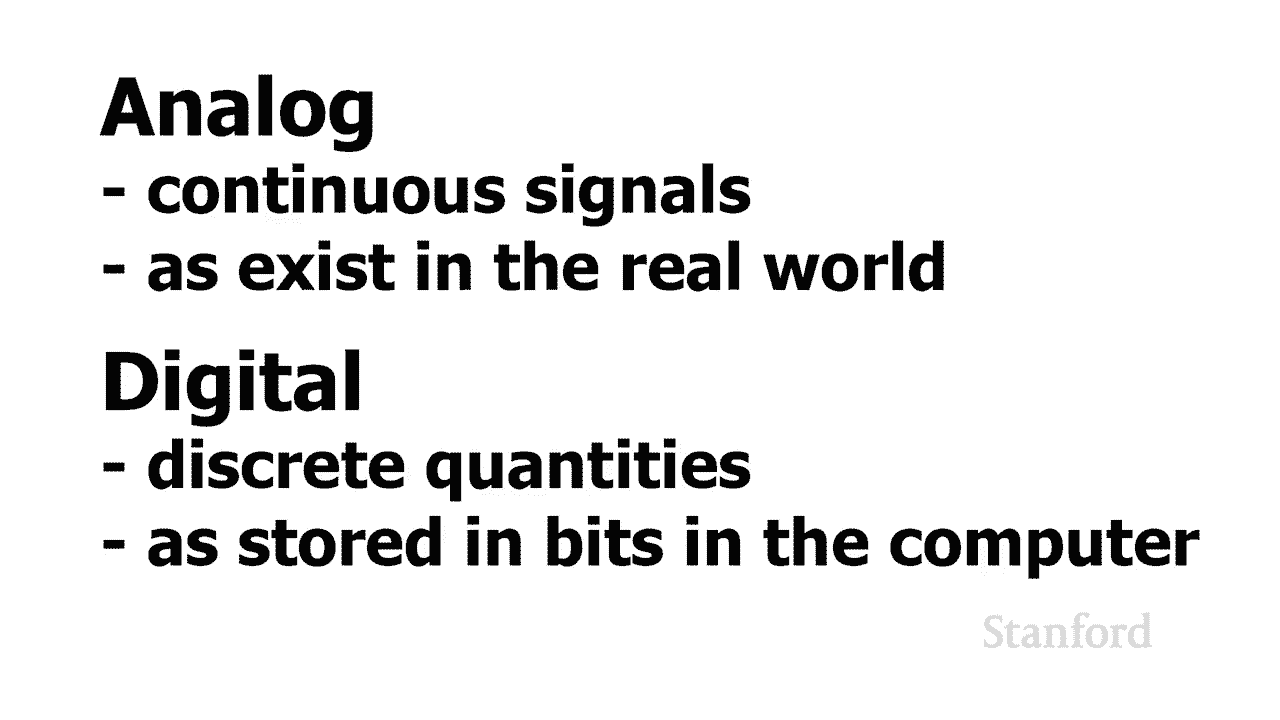 Analog
- continuous signals
- as exist in the real world
Digital
- discrete quantities
- as stored in bits in the computer
Stanford